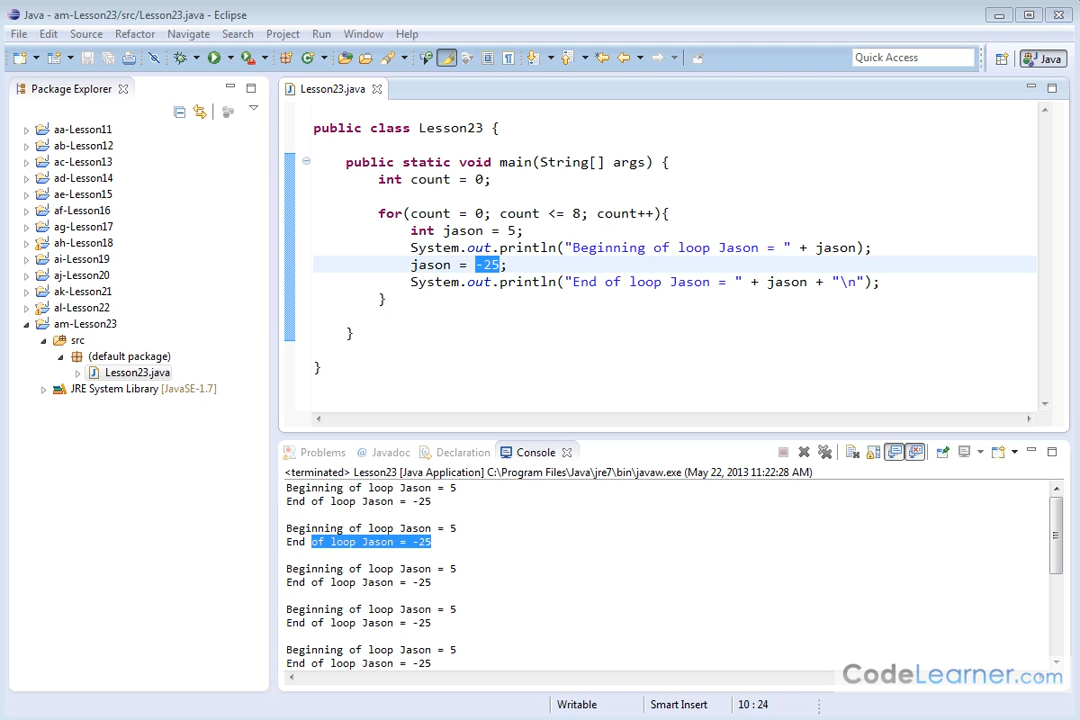 Java - am-Lesson23/src/Lesson23.java - Eclipse
File Edit Source Refactor Navigate Search Project Run Window Help
Quick Access
Java
Package Explorer
aa-Lesson11
ab-Lesson12
ac-Lesson13
ad-Lesson14
ae-Lesson15
af-Lesson16
ag-Lesson17
ah-Lesson18
ai-Lesson19
aj-Lesson20
ak-Lesson21
al-Lesson22
am-Lesson23
src
(default package)
Lesson23.java
JRE System Library [JavaSE-1.7]
Lesson23.java
public class Lesson23 {
public static void main(String[] args) {
int count = 0;
for(count = 0; count <= 8; count++){
int jason = 5;
System.out.println("Beginning of loop Jason = " + jason);
jason = -25;
System.out.println("End of loop Jason = " + jason + "\n");
}
}
}
Problems @ Javadoc Declaration Console
<terminated> Lesson23 [Java Application] C:\Program Files\Java\jre7\bin\javaw.exe (May 22, 2013 11:22:28 AM)
Beginning of loop Jason = 5
End of loop Jason = -25
Beginning of loop Jason = 5
End of loop Jason = -25
Beginning of loop Jason = 5
End of loop Jason = -25
Beginning of loop Jason = 5
End of loop Jason = -25
Beginning of loop Jason = 5
End of loop Jason = -25
CodeLearner.com
Writable Smart Insert 10 : 24